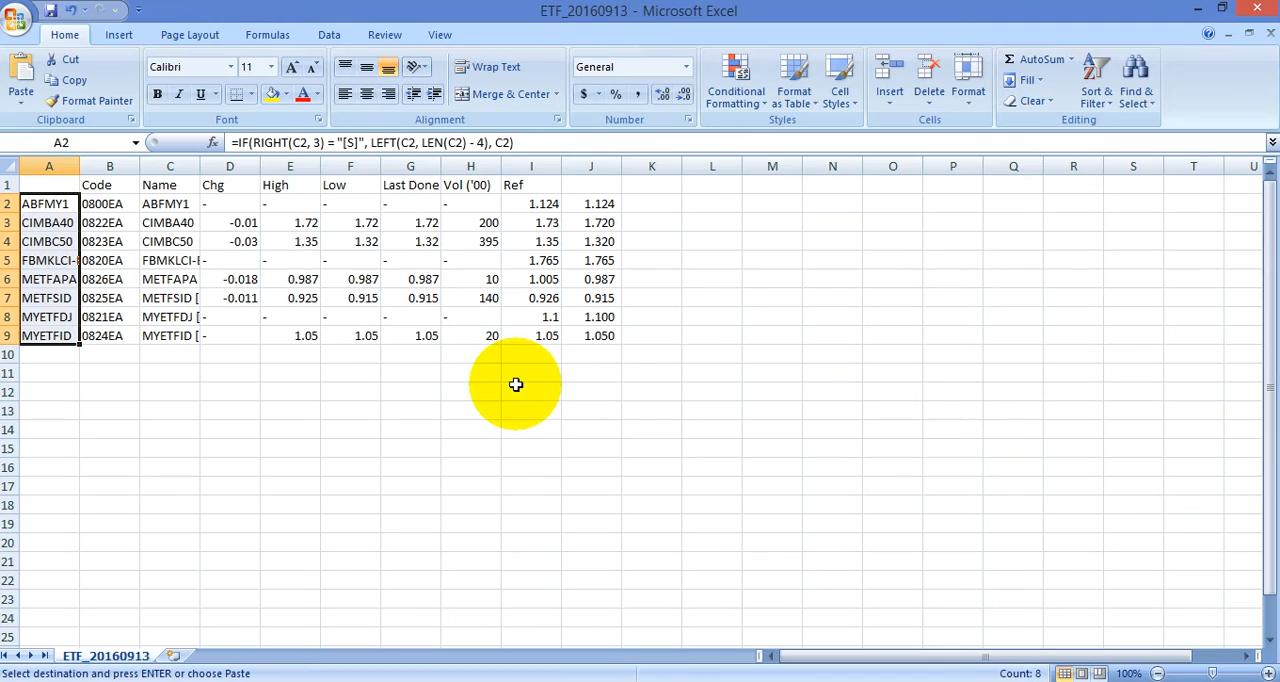 ETF_20160913 - Microsoft Excel
Home Insert Page Layout Formulas Data Review View
Paste Cut Copy Format Painter Clipboard
Calibri 11 A A B I U A Font
Wrap Text Merge & Center Alignment
General $ % , .0 .00 .00 .0 Number
Conditional Formatting Format as Table Cell Styles Styles
Insert Delete Format Cells
Σ AutoSum Fill Clear Sort & Filter Find & Select Editing
A2 fx =IF(RIGHT(C2, 3) = "[S]", LEFT(C2, LEN(C2) - 4), C2)
A B C D E F G H I J K L M N O P Q R S T U
1 Code Name Chg High Low Last Done Vol ('00) Ref
2 ABFMY1 0800EA ABFMY1 - - - - - 1.124 1.124
3 CIMBA40 0822EA CIMBA40 -0.01 1.72 1.72 1.72 200 1.73 1.720
4 CIMBC50 0823EA CIMBC50 -0.03 1.35 1.32 1.32 395 1.35 1.320
5 FBMKLCI-E 0820EA FBMKLCI-E - - - - - 1.765 1.765
6 METFAPA 0826EA METFAPA -0.018 0.987 0.987 0.987 10 1.005 0.987
7 METFSID 0825EA METFSID [ -0.011 0.925 0.915 0.915 140 0.926 0.915
8 MYETFDJ 0821EA MYETFDJ [ - - - - - 1.1 1.100
9 MYETFID 0824EA MYETFID [ - 1.05 1.05 1.05 20 1.05 1.050
10
11
12
13
14
15
16
17
18
19
20
21
22
23
24
25
ETF_20160913
Select destination and press ENTER or choose Paste Count: 8 100%